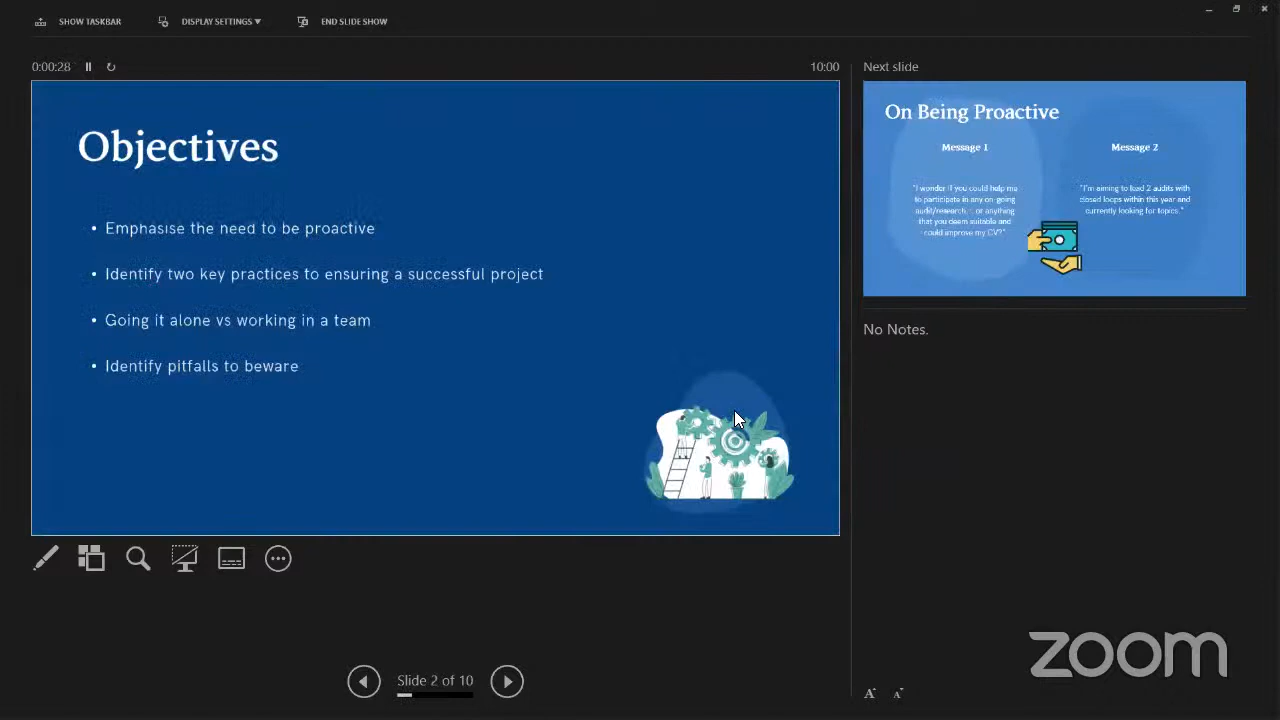 SHOW TASKBAR
DISPLAY SETTINGS ▼
END SLIDE SHOW
0:00:28
10:00
Objectives
• Emphasise the need to be proactive
• Identify two key practices to ensuring a successful project
• Going it alone vs working in a team
• Identify pitfalls to beware
Slide 2 of 10
Next slide
On Being Proactive
Message 1
"I wonder if you could help me
to participate in any on-going
audit/research... or anything
that you deem suitable and
could improve my CV?"
Message 2
"I'm aiming to lead 2 audits with
closed loops within this year and
currently looking for topics."
No Notes.
A A
zoom